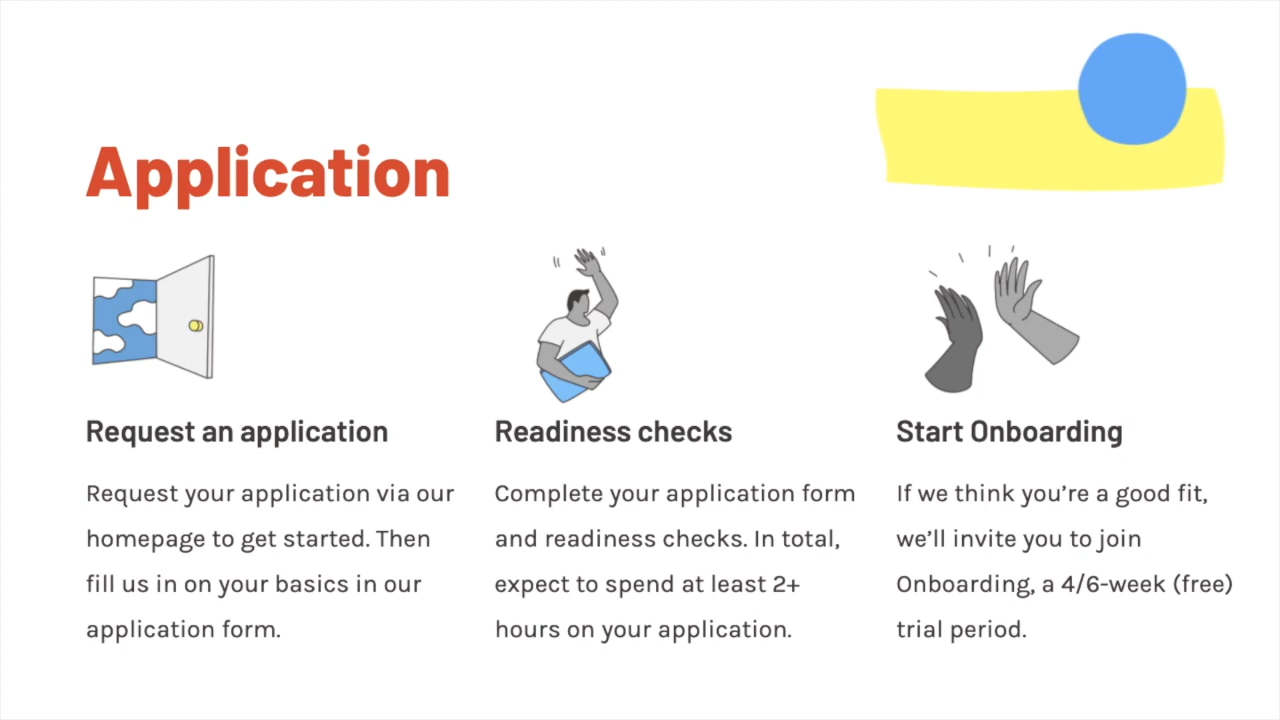 Application
Request an application
Request your application via our
homepage to get started. Then
fill us in on your basics in our
application form.
Readiness checks
Complete your application form
and readiness checks. In total,
expect to spend at least 2+
hours on your application.
Start Onboarding
If we think you’re a good fit,
we’ll invite you to join
Onboarding, a 4/6-week (free)
trial period.